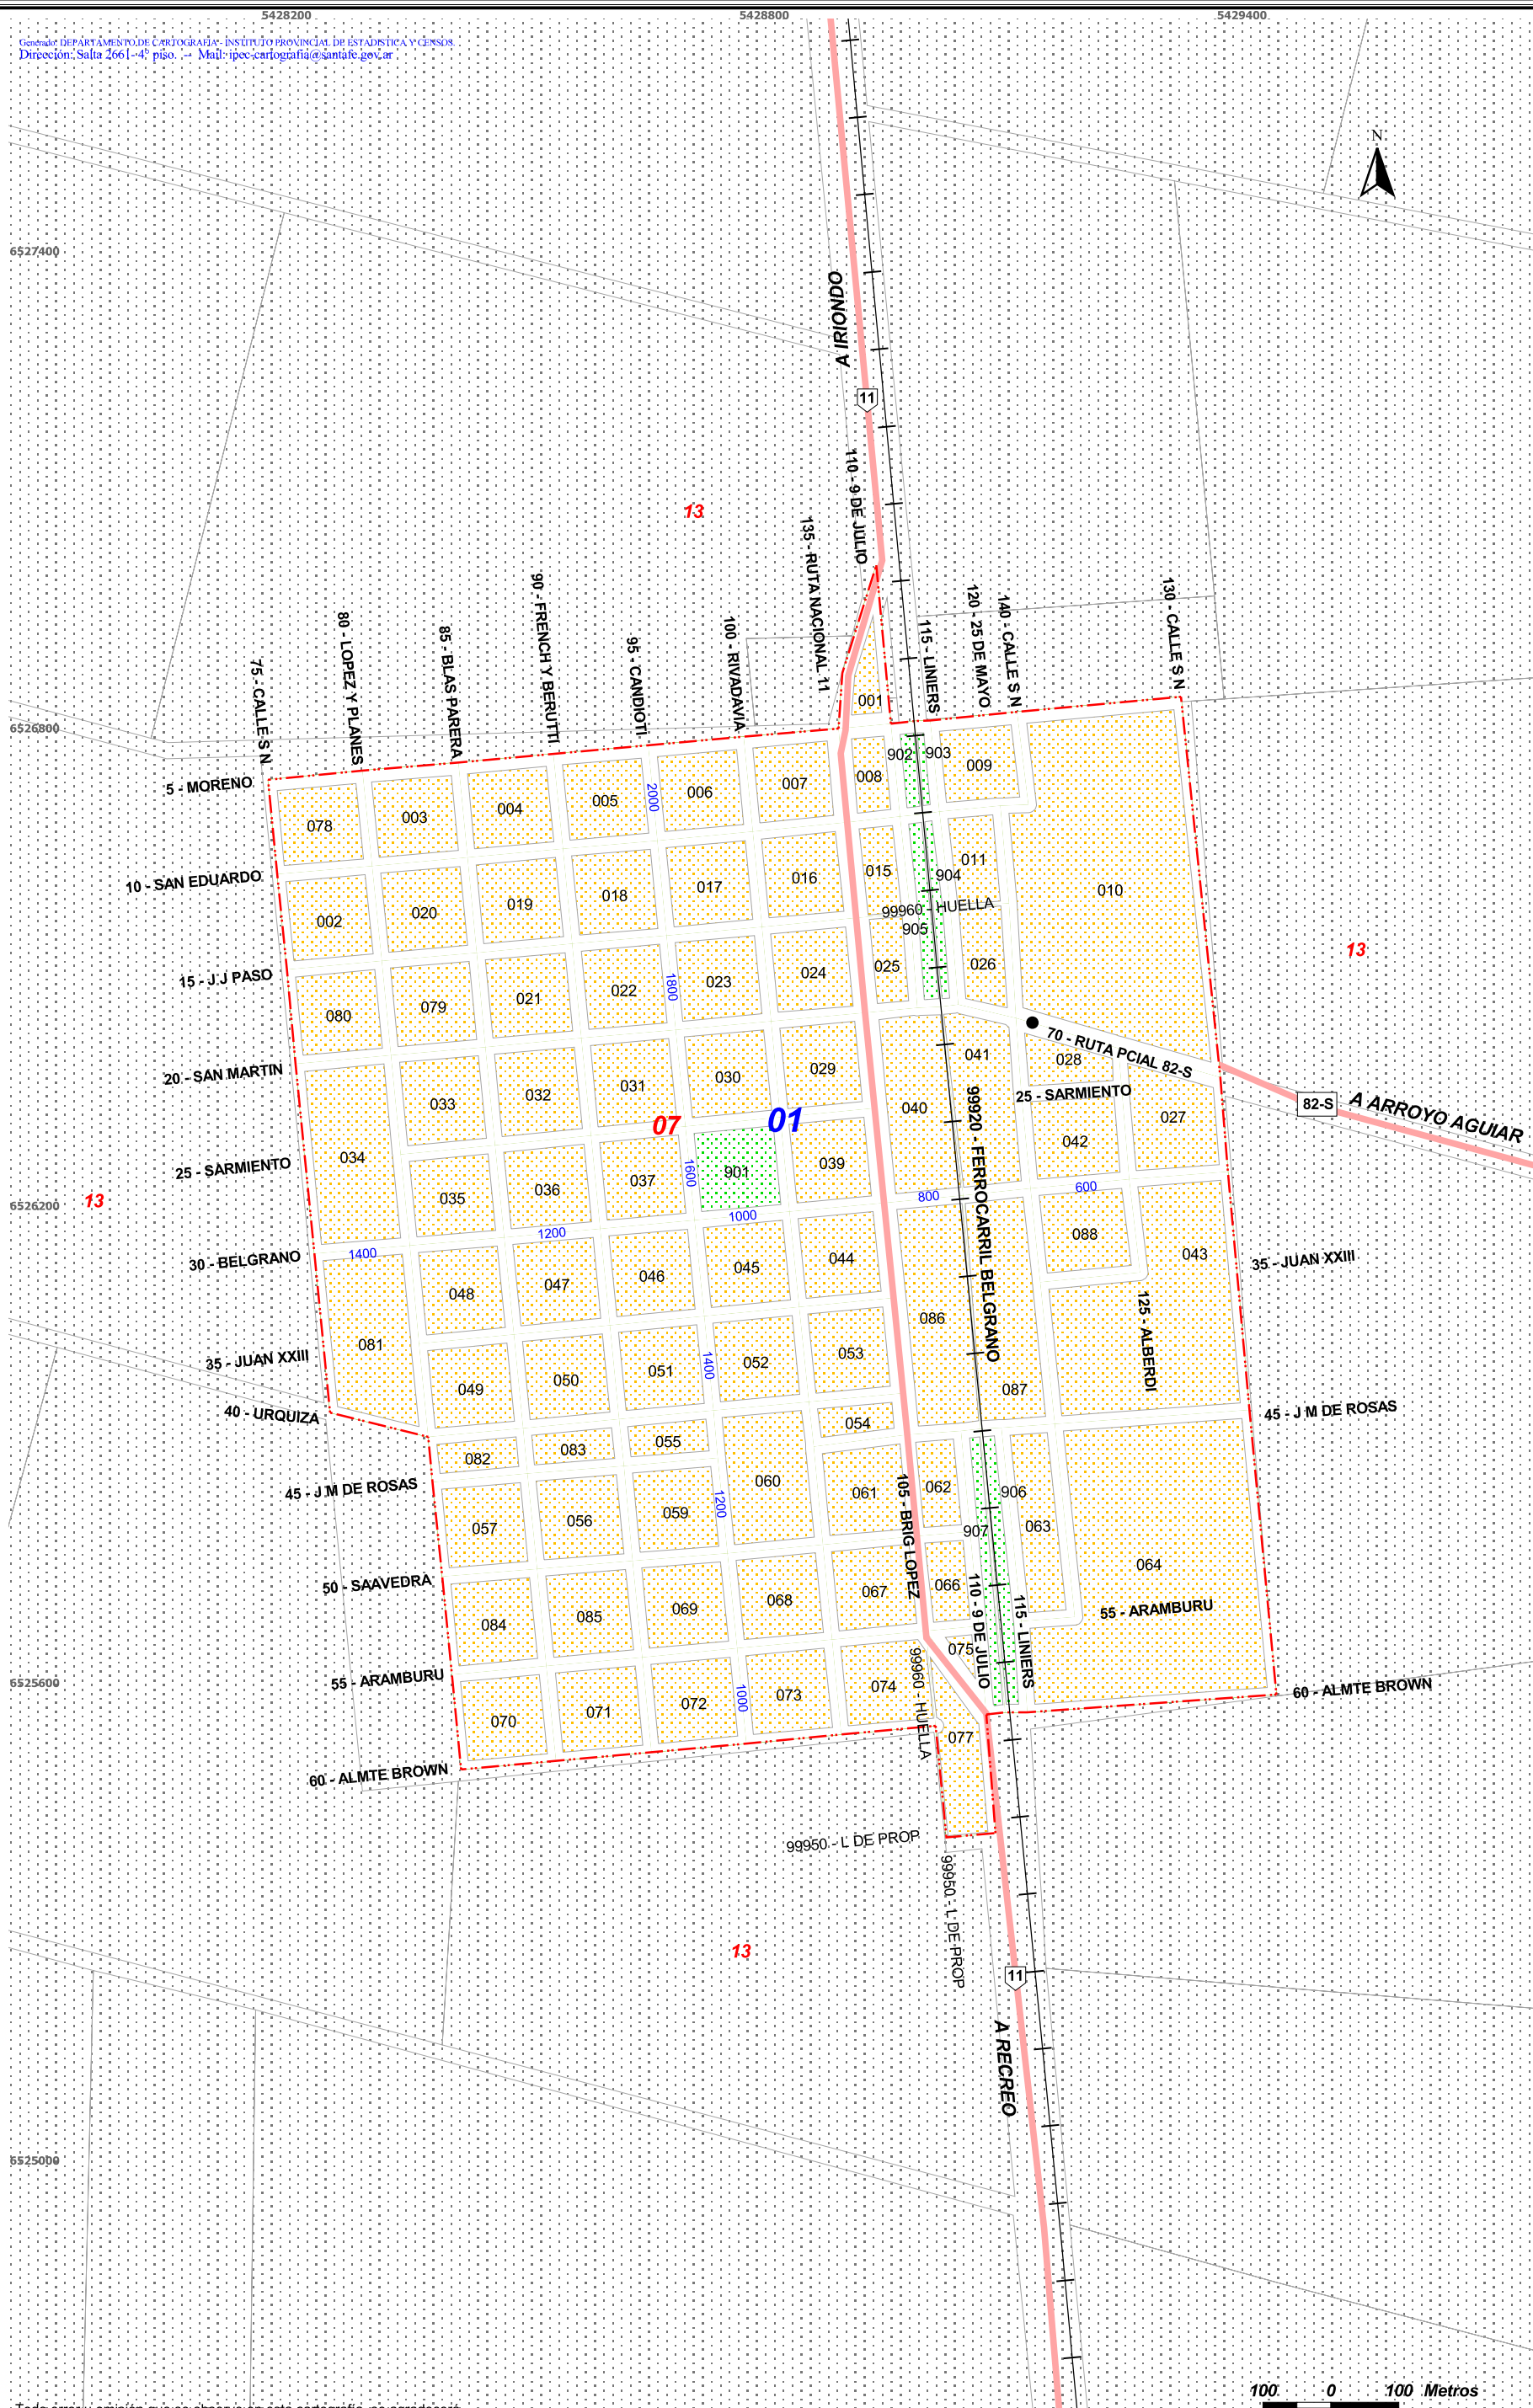 5428200
5428800
5429400
Generado: DEPARTAMENTO DE CARTOGRAFIA - INSTITUTO PROVINCIAL DE ESTADISTICA Y CENSOS.
Dirección: Salta 2661- 4° piso. -- Mail: ipec-cartografia@santafe.gov.ar
N
6527400
A IRIONDO
11
110 - 9 DE JULIO
13
135 - RUTA NACIONAL 11
90 - FRENCH Y BERUTTI
80 - LOPEZ Y PLANES
85 - BLAS PARERA
95 - CANDIOTI
100 - RIVADAVIA
75 - CALLE S N
115 - LINIERS
120 - 25 DE MAYO
140 - CALLE S N
130 - CALLE S N
6526800
001
902
903
009
5 - MORENO
078
003
004
005
2000
006
007
008
10 - SAN EDUARDO
002
020
019
018
017
016
015
011
904
010
99960 - HUELLA
905
13
15 - J.J PASO
080
079
021
022
1800
023
024
025
026
20 - SAN MARTIN
70 - RUTA PCIAL 82-S
033
032
031
030
029
041
028
040
25 - SARMIENTO
027
82-S
A ARROYO AGUIAR
07
01
99920 - FERROCARRIL BELGRANO
034
25 - SARMIENTO
035
036
037
1600
901
039
042
6526200
13
800
600
1400
1200
1000
30 - BELGRANO
048
047
046
045
044
088
043
35 - JUAN XXIII
081
086
125 - ALBERDI
35 - JUAN XXIII
049
050
051
1400
052
053
087
40 - URQUIZA
45 - J M DE ROSAS
054
082
083
055
060
061
062
906
45 - J M DE ROSAS
105 - BRIG LOPEZ
057
056
059
1200
907
063
064
50 - SAAVEDRA
084
085
069
068
067
066
110 - 9 DE JULIO
115 - LINIERS
55 - ARAMBURU
075
6525600
55 - ARAMBURU
070
071
072
1000
073
074
99960 - HUELLA
077
60 - ALMTE BROWN
60 - ALMTE BROWN
99950 - L DE PROP
99950 - L DE PROP
13
11
A RECREO
6525000
100 0 100 Metros